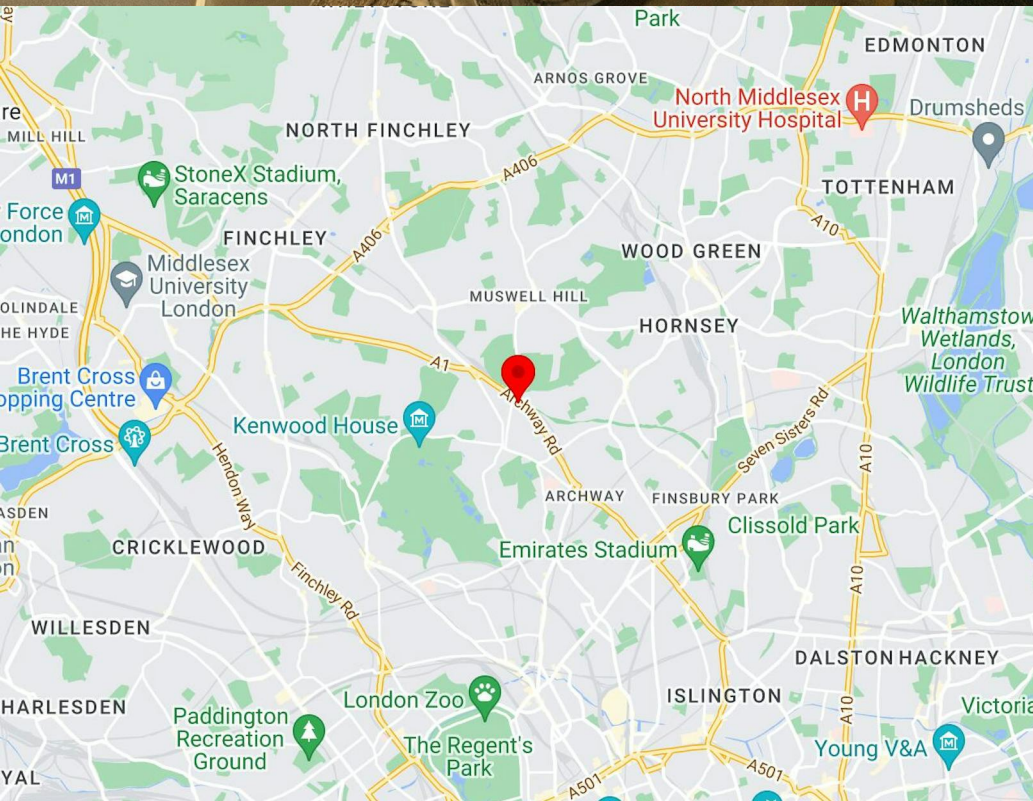 Park
EDMONTON
ARNOS GROVE
North Middlesex
University Hospital
H
Drumsheds
re
MILL HILL
NORTH FINCHLEY
A406
M1
StoneX Stadium,
Saracens
TOTTENHAM
Force
ondon
FINCHLEY
A406
A10
WOOD GREEN
Middlesex
University
London
OLINDALE
HE HYDE
MUSWELL HILL
HORNSEY
Walthamstow
Wetlands,
London
Wildlife Trust
A1
Brent Cross
opping Centre
Archway Rd
Kenwood House
Seven Sisters Rd
Brent Cross
Hendon Way
A10
ARCHWAY
FINSBURY PARK
ASDEN
Clissold Park
an
on
CRICKLEWOOD
Emirates Stadium
Finchley Rd
A10
WILLESDEN
DALSTON
HACKNEY
London Zoo
ISLINGTON
HARLESDEN
Paddington
Recreation
Ground
A10
Victoria
The Regent's
Park
Young V&A
YAL
A501
A501